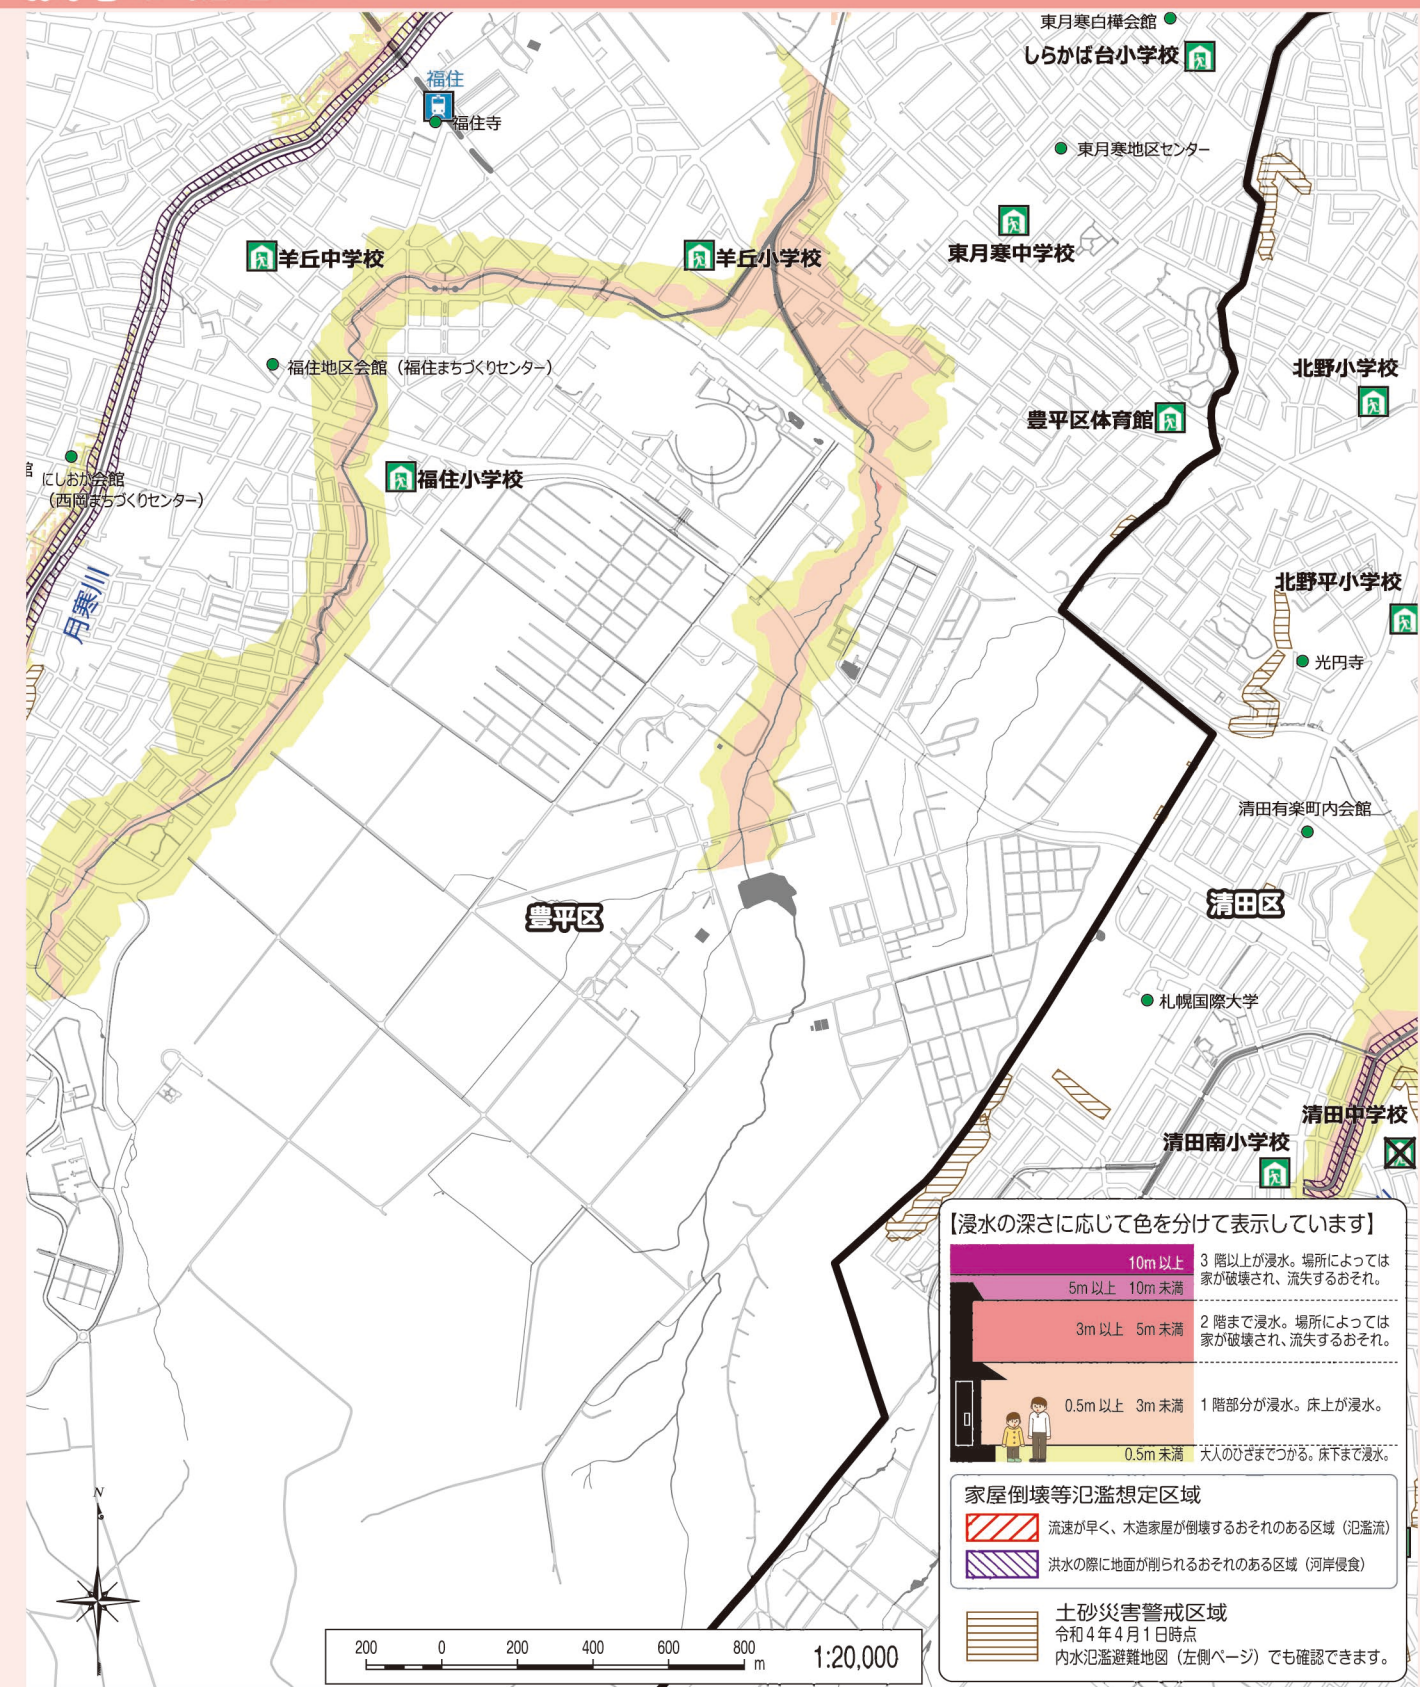 東月寒白樺会館
しらかば台小学校
福住
福住寺
東月寒地区センター
羊丘中学校
羊丘小学校
東月寒中学校
福住地区会館（福住まちづくりセンター）
北野小学校
豊平区体育館
館
にしおか会館
（西岡まちづくりセンター）
福住小学校
月寒川
北野平小学校
光円寺
清田有楽町内会館
豊平区
清田区
札幌国際大学
清田中学校
清田南小学校
【浸水の深さに応じて色を分けて表示しています】
10m以上
3 階以上が浸水。場所によっては
家が破壊され、流失するおそれ。
5m以上 10m未満
3m以上 5m未満
2 階まで浸水。場所によっては
家が破壊され、流失するおそれ。
0.5m以上 3m未満
1 階部分が浸水。床上が浸水。
0.5m未満
大人のひざまでつかる。床下まで浸水。
家屋倒壊等氾濫想定区域
流速が早く、木造家屋が倒壊するおそれのある区域（氾濫流）
洪水の際に地面が削られるおそれのある区域（河岸侵食）
土砂災害警戒区域
令和4年4月1日時点
内水氾濫避難地図（左側ページ）でも確認できます。
N
200 0 200 400 600 800 m
1:20,000